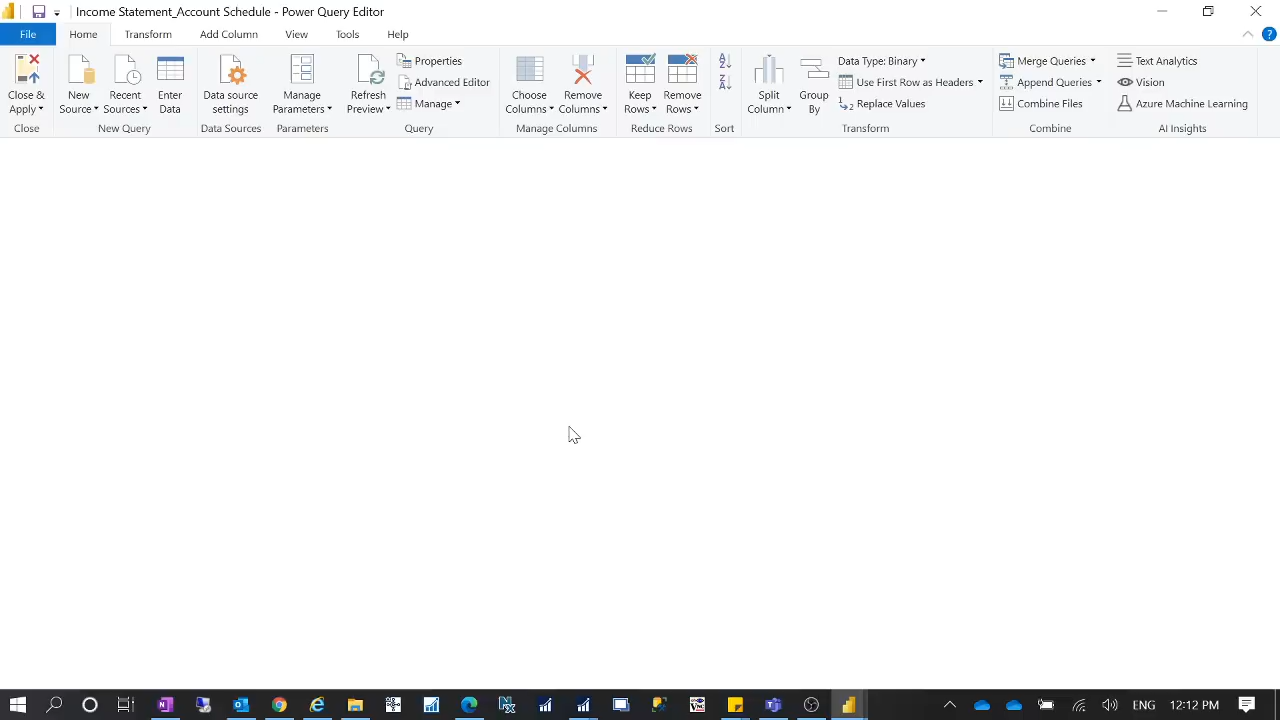 Income Statement_Account Schedule - Power Query Editor
File Home Transform Add Column View Tools Help
Close & Apply
New Source
Recent Sources
Enter Data
Data source settings
Manage Parameters
Refresh Preview
Properties
Advanced Editor
Manage
Choose Columns
Remove Columns
Keep Rows
Remove Rows
Split Column
Group By
Data Type: Binary
Use First Row as Headers
Replace Values
Merge Queries
Append Queries
Combine Files
Text Analytics
Vision
Azure Machine Learning
Close New Query Data Sources Parameters Query Manage Columns Reduce Rows Sort Transform Combine AI Insights
ENG 12:12 PM